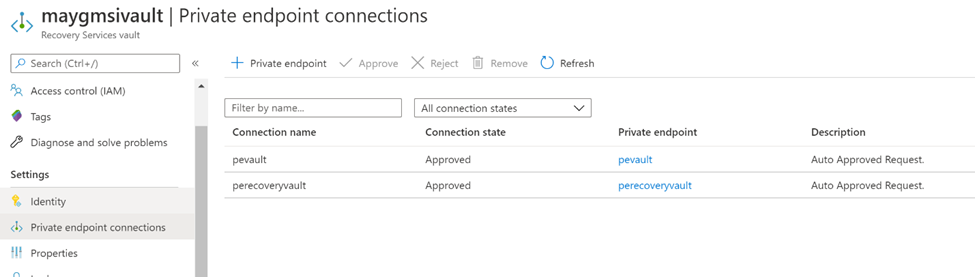 maygmsivault | Private endpoint connections
Recovery Services vault
Search (Ctrl+/)
«
Access control (IAM)
Tags
Diagnose and solve problems
Settings
Identity
Private endpoint connections
Properties
+ Private endpoint Approve Reject Remove Refresh
Filter by name... All connection states
Connection name Connection state Private endpoint Description
pevault Approved pevault Auto Approved Request.
perecoveryvault Approved perecoveryvault Auto Approved Request.